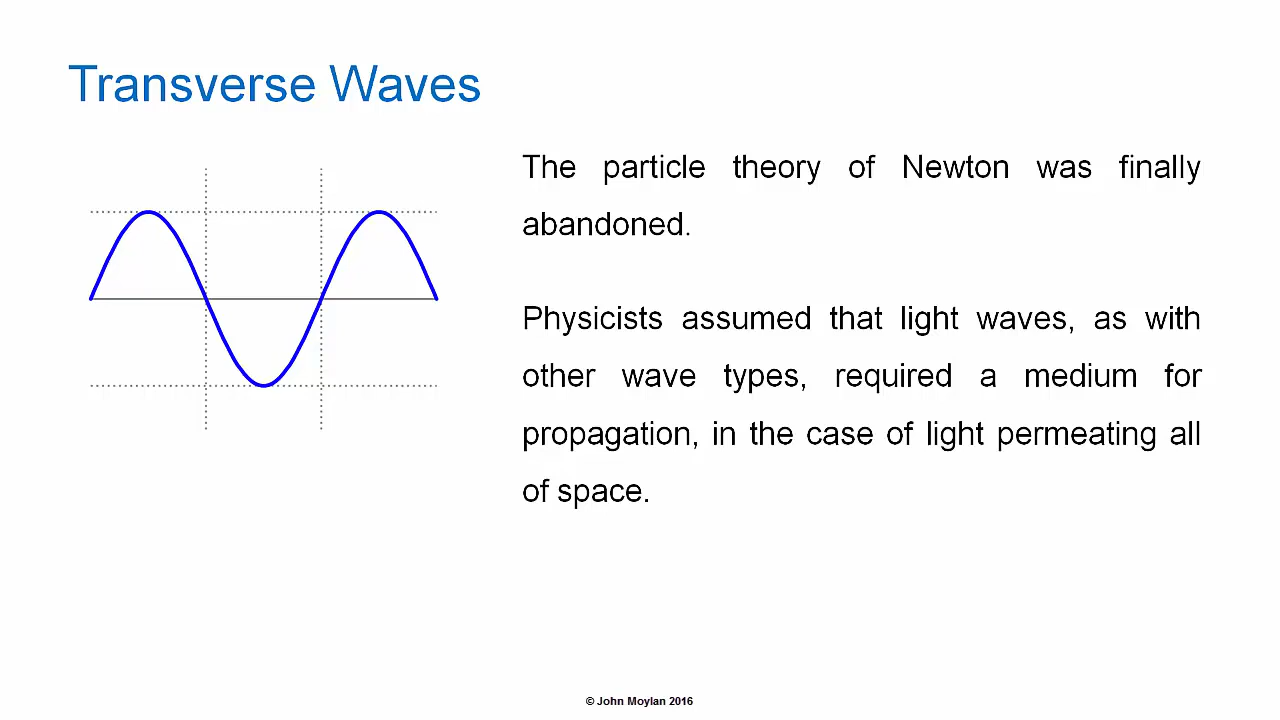 Transverse Waves
The particle theory of Newton was finally
abandoned.
Physicists assumed that light waves, as with
other wave types, required a medium for
propagation, in the case of light permeating all
of space.
© John Moylan 2016